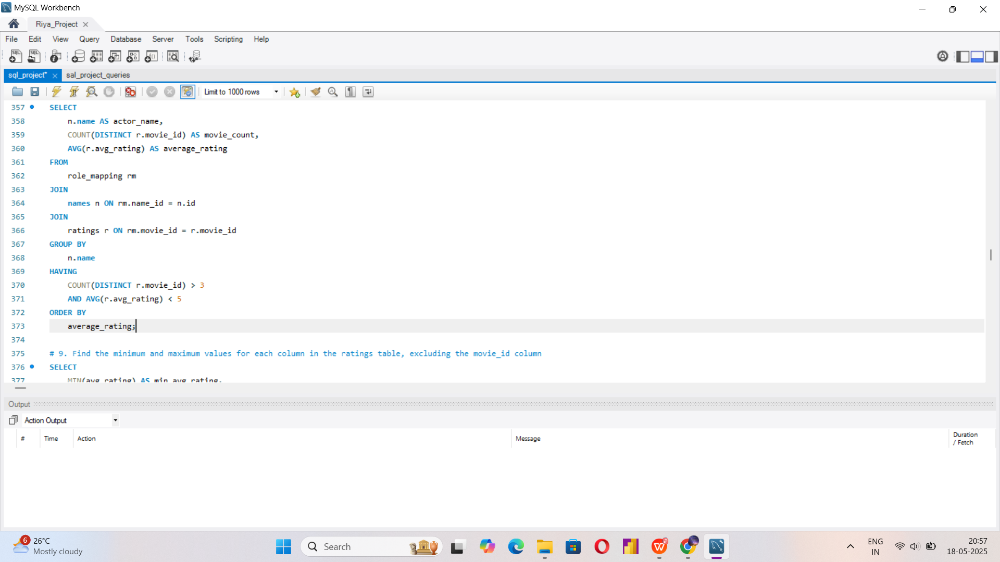 MySQL Workbench
Riya_Project
File Edit View Query Database Server Tools Scripting Help
sql_project* sal_project_queries
Limit to 1000 rows
357 SELECT
358 n.name AS actor_name,
359 COUNT(DISTINCT r.movie_id) AS movie_count,
360 AVG(r.avg_rating) AS average_rating
361 FROM
362 role_mapping rm
363 JOIN
364 names n ON rm.name_id = n.id
365 JOIN
366 ratings r ON rm.movie_id = r.movie_id
367 GROUP BY
368 n.name
369 HAVING
370 COUNT(DISTINCT r.movie_id) > 3
371 AND AVG(r.avg_rating) < 5
372 ORDER BY
373 average_rating;
374
375 # 9. Find the minimum and maximum values for each column in the ratings table, excluding the movie_id column
376 SELECT
377 MIN(avg_rating) AS min_avg_rating,
Output
Action Output
# Time Action Message Duration / Fetch
6 26°C
Mostly cloudy
Search
ENG
IN
20:57
18-05-2025